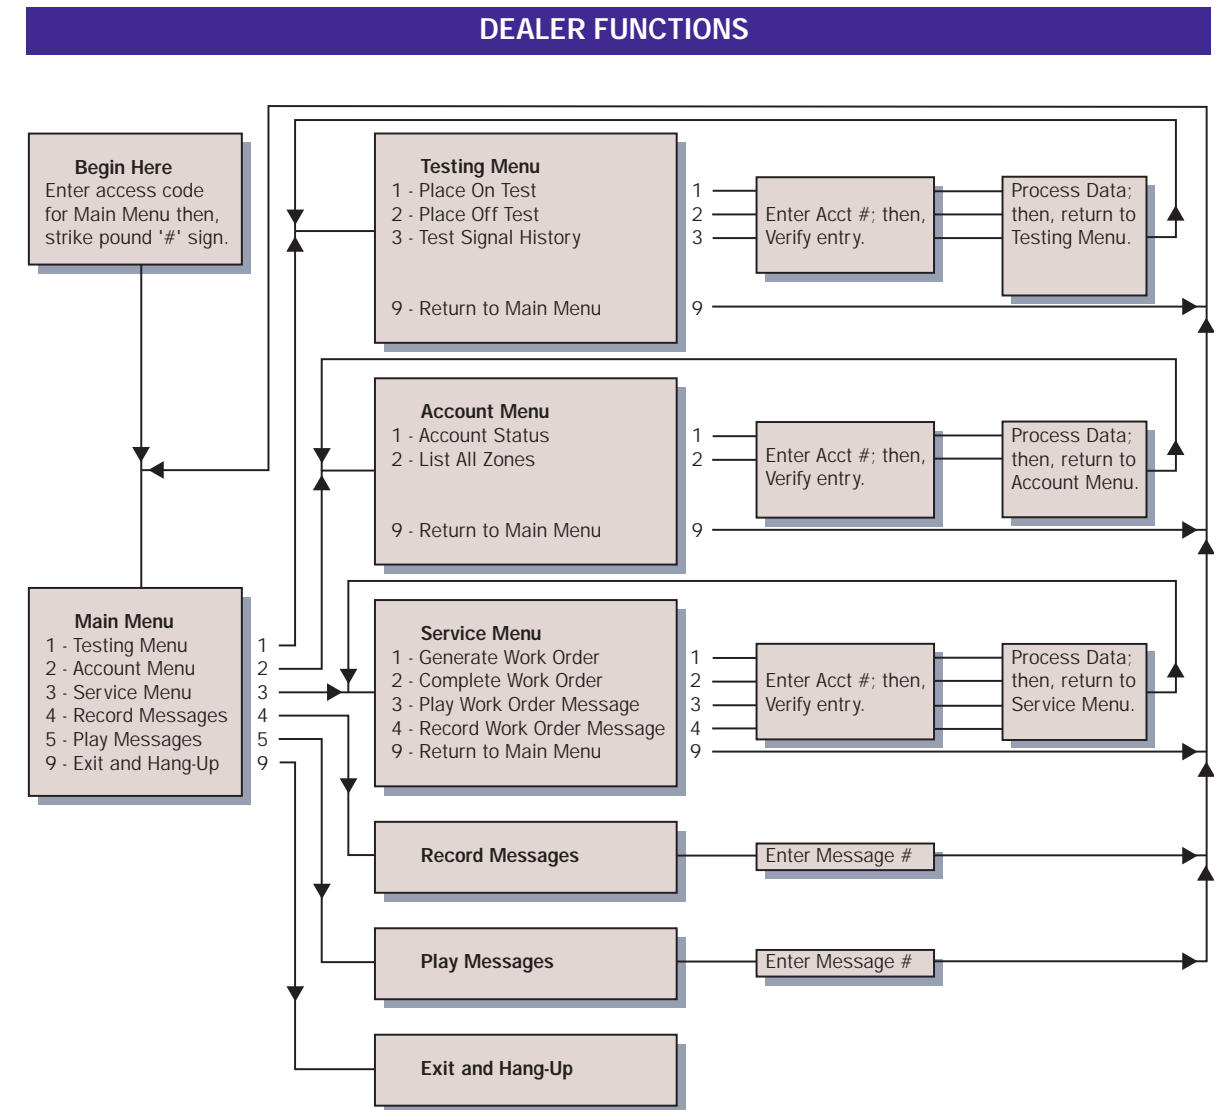 DEALER FUNCTIONS
Begin Here
Enter access code
for Main Menu then,
strike pound '#' sign.
Main Menu
1 - Testing Menu
2 - Account Menu
3 - Service Menu
4 - Record Messages
5 - Play Messages
9 - Exit and Hang-Up
1
2
3
4
5
9
Testing Menu
1 - Place On Test
2 - Place Off Test
3 - Test Signal History
9 - Return to Main Menu
1
2
3
9
Enter Acct #; then,
Verify entry.
Process Data;
then, return to
Testing Menu.
Account Menu
1 - Account Status
2 - List All Zones
9 - Return to Main Menu
1
2
9
Enter Acct #; then,
Verify entry.
Process Data;
then, return to
Account Menu.
Service Menu
1 - Generate Work Order
2 - Complete Work Order
3 - Play Work Order Message
4 - Record Work Order Message
9 - Return to Main Menu
1
2
3
4
9
Enter Acct #; then,
Verify entry.
Process Data;
then, return to
Service Menu.
Record Messages
Enter Message #
Play Messages
Enter Message #
Exit and Hang-Up